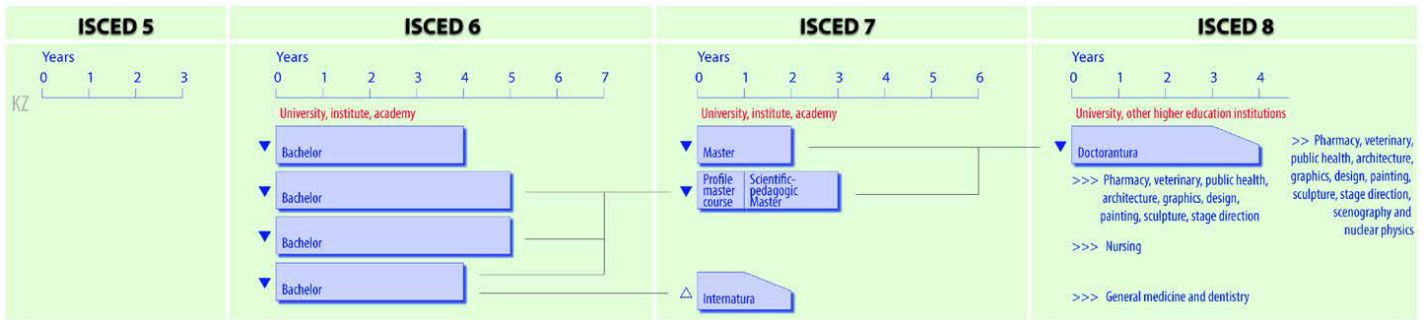 ISCED 5
ISCED 6
ISCED 7
ISCED 8
KZ
Years
0 1 2 3
Years
0 1 2 3 4 5 7
University, institute, academy
Bachelor
Bachelor
Bachelor
Bachelor
Years
0 1 2 3 4 5 6
University, institute, academy
Master
Profile
master
course
Scientific-
pedagogic
Master
Internatura
Years
0 1 2 3 4
University, other higher education institutions
Doctorantura
>>> Pharmacy, veterinary, public health,
architecture, graphics, design,
painting, sculpture, stage direction
>>> Nursing
>>> General medicine and dentistry
>> Pharmacy, veterinary,
public health, architecture,
graphics, design, painting,
sculpture, stage direction,
scenography and
nuclear physics